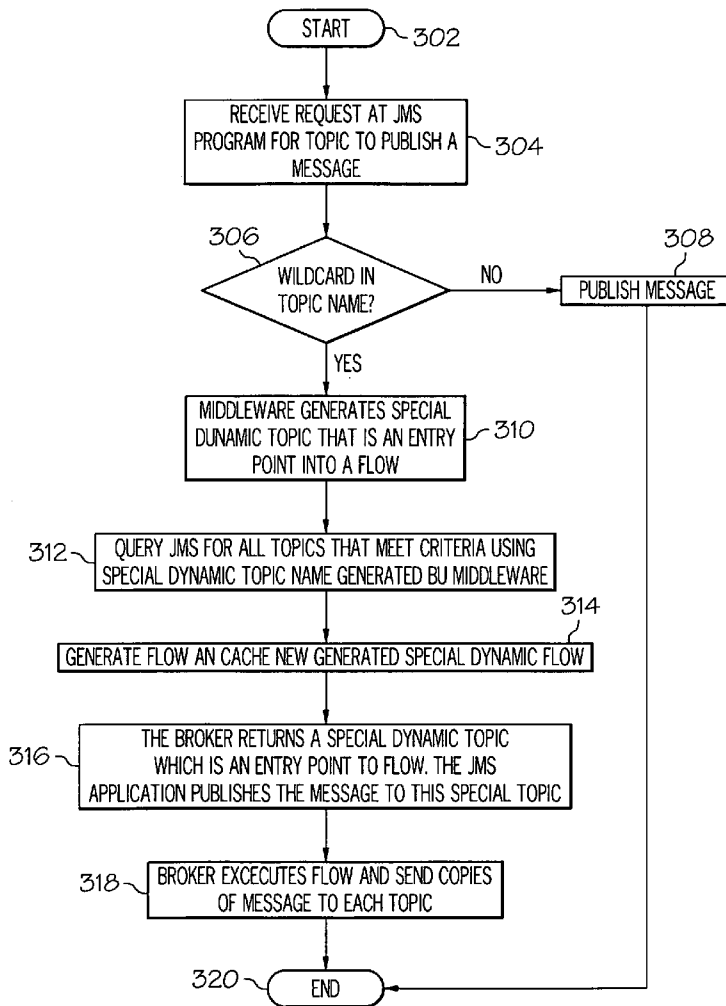 START
302
RECEIVE REQUEST AT JMS
PROGRAM FOR TOPIC TO PUBLISH A
MESSAGE
304
306
WILDCARD IN
TOPIC NAME?
NO
308
PUBLISH MESSAGE
YES
MIDDLEWARE GENERATES SPECIAL
DUNAMIC TOPIC THAT IS AN ENTRY
POINT INTO A FLOW
310
312
QUERY JMS FOR ALL TOPICS THAT MEET CRITERIA USING
SPECIAL DYNAMIC TOPIC NAME GENERATED BU MIDDLEWARE
314
GENERATE FLOW AN CACHE NEW GENERATED SPECIAL DYNAMIC FLOW
316
THE BROKER RETURNS A SPECIAL DYNAMIC TOPIC
WHICH IS AN ENTRY POINT TO FLOW. THE JMS
APPLICATION PUBLISHES THE MESSAGE TO THIS SPECIAL TOPIC
318
BROKER EXCECUTES FLOW AND SEND COPIES
OF MESSAGE TO EACH TOPIC
320
END